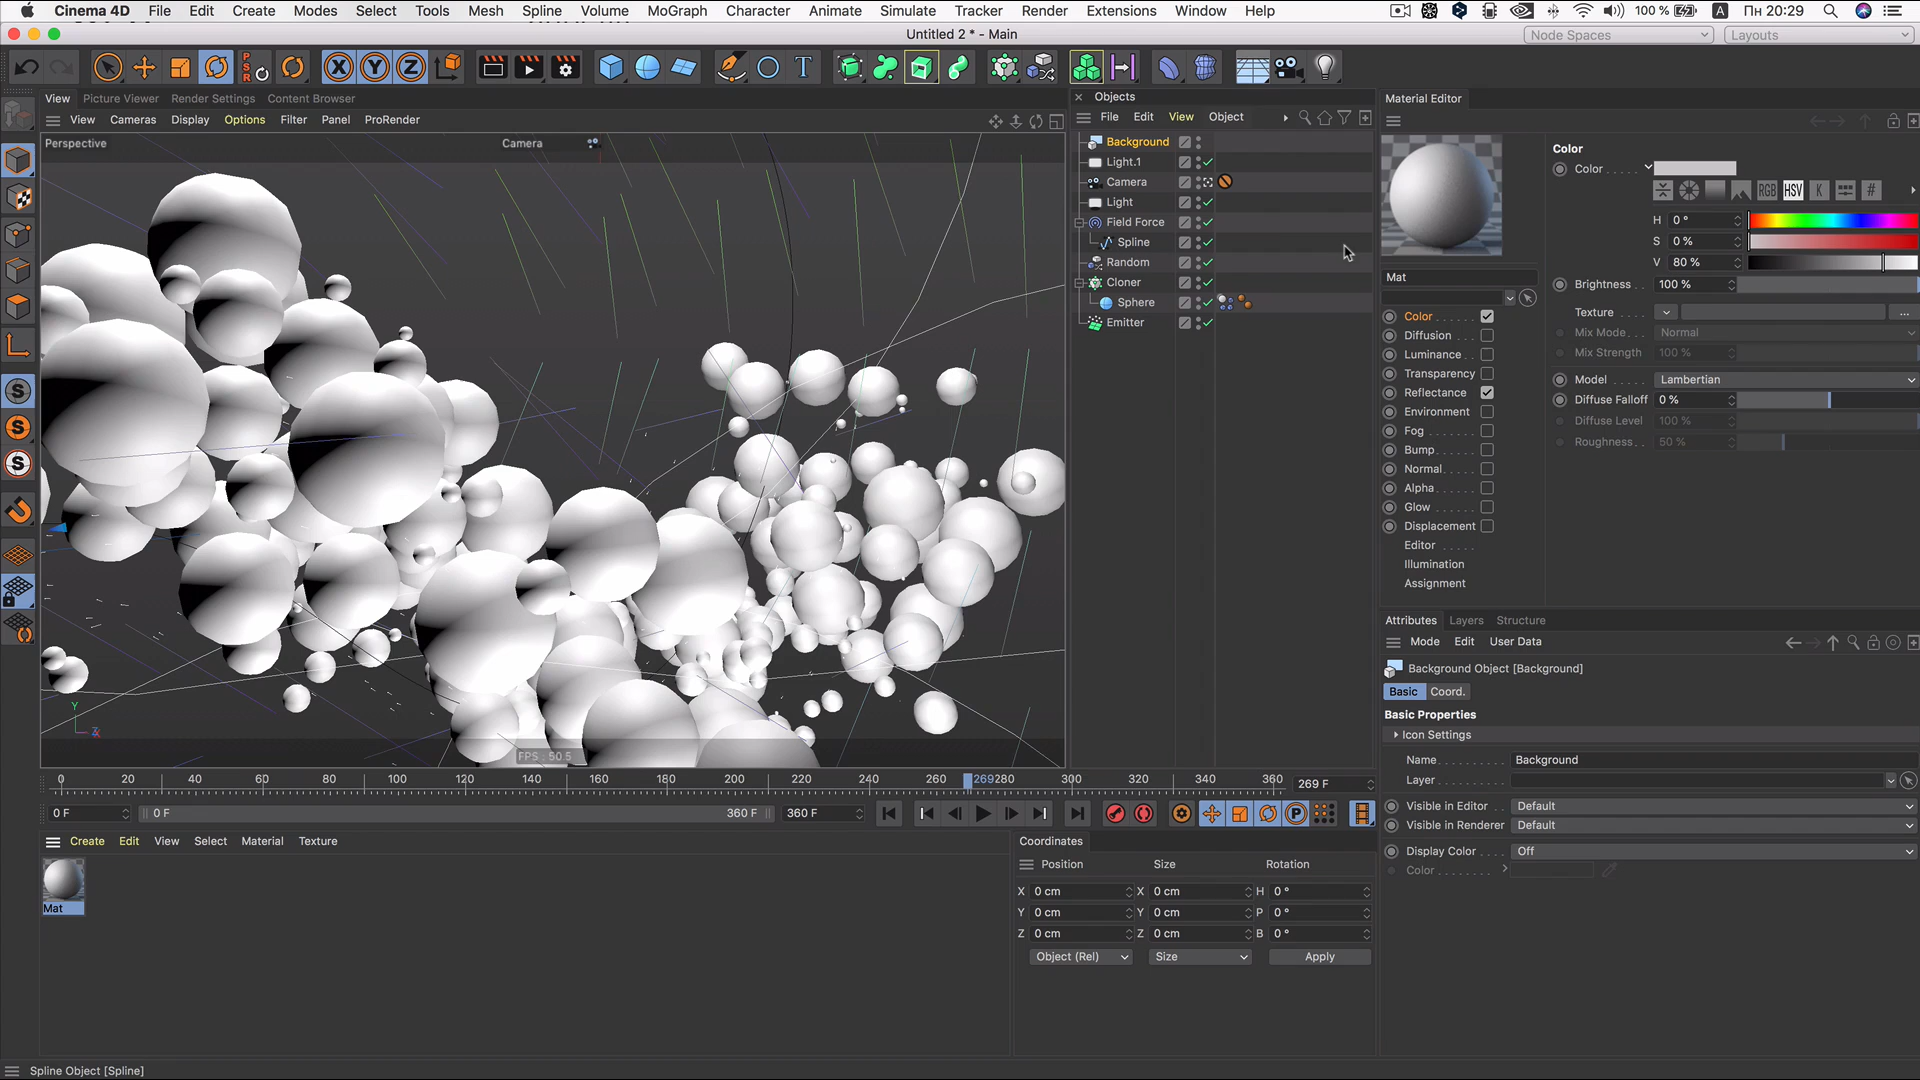 Cinema 4D File Edit Create Modes Select Tools Mesh Spline Volume MoGraph Character Animate Simulate Tracker Render Extensions Window Help 100 % A Пн 20:29
Untitled 2 * - Main Node Spaces Layouts
PSR X Y Z T
View Picture Viewer Render Settings Content Browser
View Cameras Display Options Filter Panel ProRender
Perspective Camera
FPS : 50.5
Y
Z
Objects
File Edit View Object
Background
Light.1
Camera
Light
Field Force
Spline
Random
Cloner
Sphere
Emitter
Material Editor
Mat
Color
Diffusion
Luminance
Transparency
Reflectance
Environment
Fog
Bump
Normal
Alpha
Glow
Displacement
Editor
Illumination
Assignment
Color
Color
RGB HSV K #
H 0 °
S 0 %
V 80 %
Brightness 100 %
Texture ...
Mix Mode Normal
Mix Strength 100 %
Model Lambertian
Diffuse Falloff 0 %
Diffuse Level 100 %
Roughness 50 %
Attributes Layers Structure
Mode Edit User Data
Background Object [Background]
Basic Coord.
Basic Properties
Icon Settings
Name Background
Layer
Visible in Editor Default
Visible in Renderer Default
Display Color Off
Color
0 20 40 60 80 100 120 140 160 180 200 220 240 260 269 280 300 320 340 360 269 F
0 F 0 F 360 F 360 F
Create Edit View Select Material Texture
Mat
Coordinates
Position Size Rotation
X 0 cm X 0 cm H 0 °
Y 0 cm Y 0 cm P 0 °
Z 0 cm Z 0 cm B 0 °
Object (Rel) Size Apply
Spline Object [Spline]